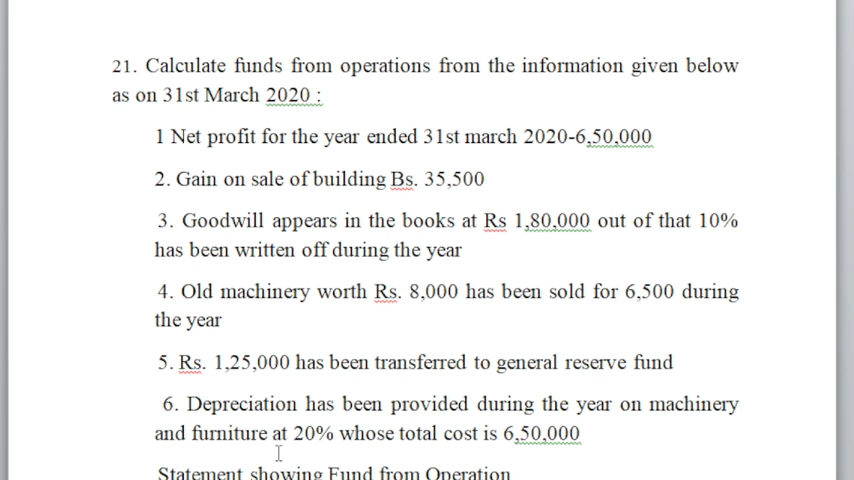 21. Calculate funds from operations from the information given below
as on 31st March 2020 :
1 Net profit for the year ended 31st march 2020-6,50,000
2. Gain on sale of building Bs. 35,500
3. Goodwill appears in the books at Rs 1,80,000 out of that 10%
has been written off during the year
4. Old machinery worth Rs. 8,000 has been sold for 6,500 during
the year
5. Rs. 1,25,000 has been transferred to general reserve fund
6. Depreciation has been provided during the year on machinery
and furniture at 20% whose total cost is 6,50,000
Statement showing Fund from Operation